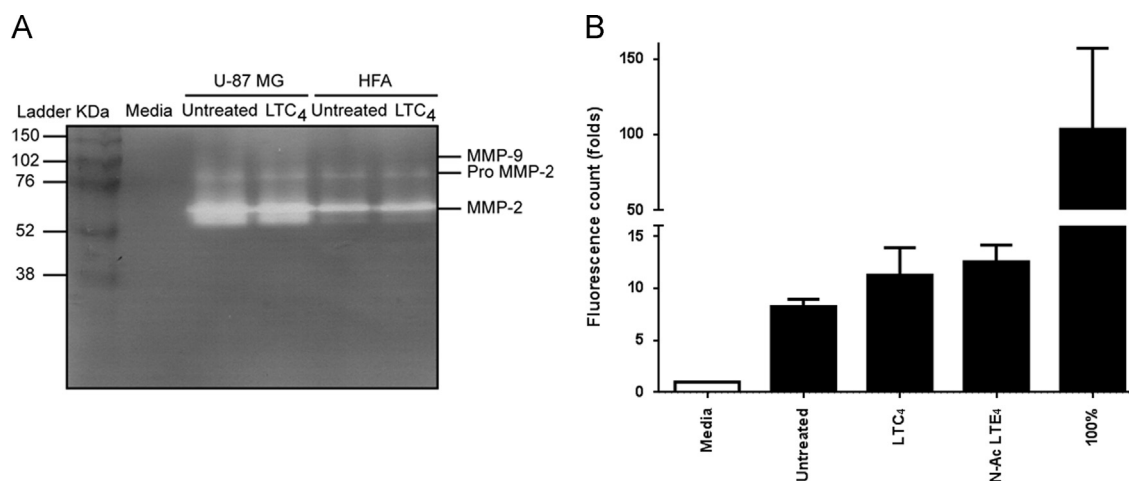 A
U-87 MG HFA
Ladder KDa Media Untreated LTC4 Untreated LTC4
150
102
76
52
38
MMP-9
Pro MMP-2
MMP-2
B
Fluorescence count (folds)
150
100
50
15
10
5
0
Media
Untreated
LTC4
N-Ac LTE4
100%